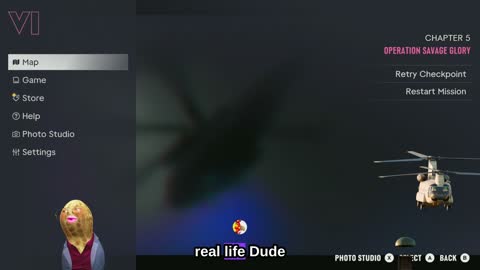 VI
Map
Game
Store
Help
Photo Studio
Settings
CHAPTER 5
OPERATION SAVAGE GLORY
Retry Checkpoint
Restart Mission
real life Dude
PHOTO STUDIO X SELECT A BACK B